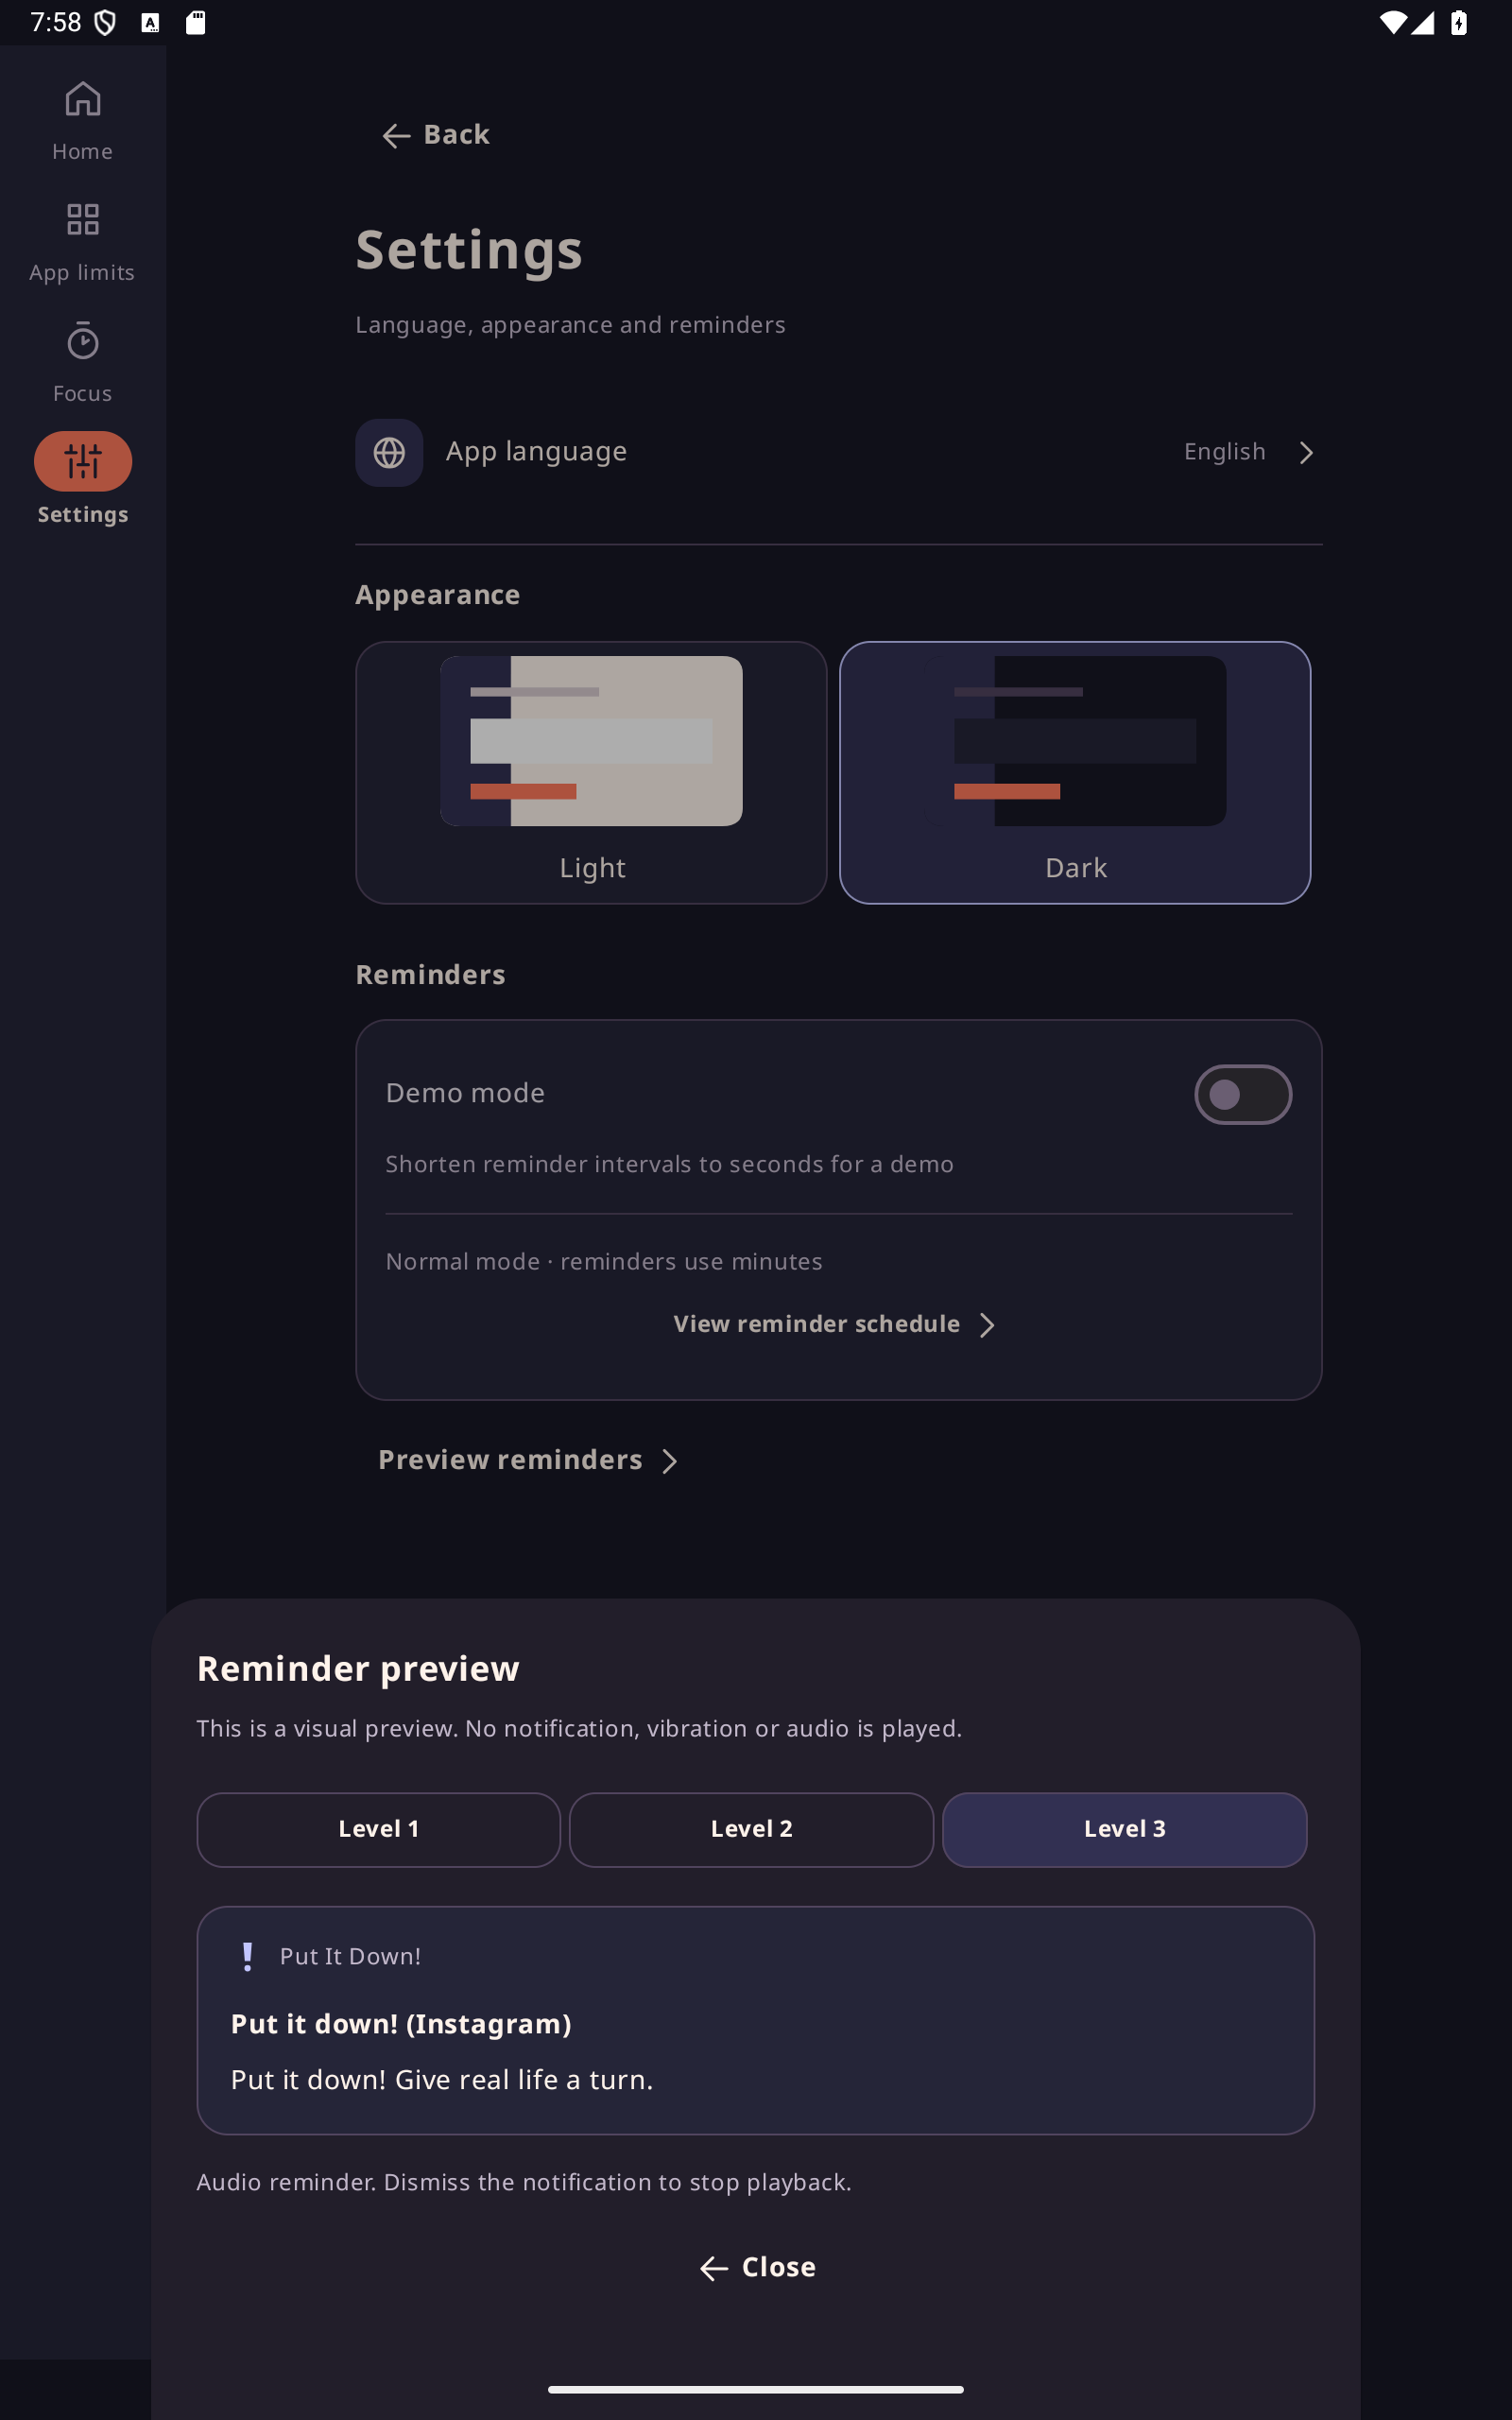 7:58
Home
App limits
Focus
Settings
Back
Settings
Language, appearance and reminders
App language
English
Appearance
Light
Dark
Reminders
Demo mode
Shorten reminder intervals to seconds for a demo
Normal mode · reminders use minutes
View reminder schedule
Preview reminders
Reminder preview
This is a visual preview. No notification, vibration or audio is played.
Level 1
Level 2
Level 3
Put It Down!
Put it down! (Instagram)
Put it down! Give real life a turn.
Audio reminder. Dismiss the notification to stop playback.
Close